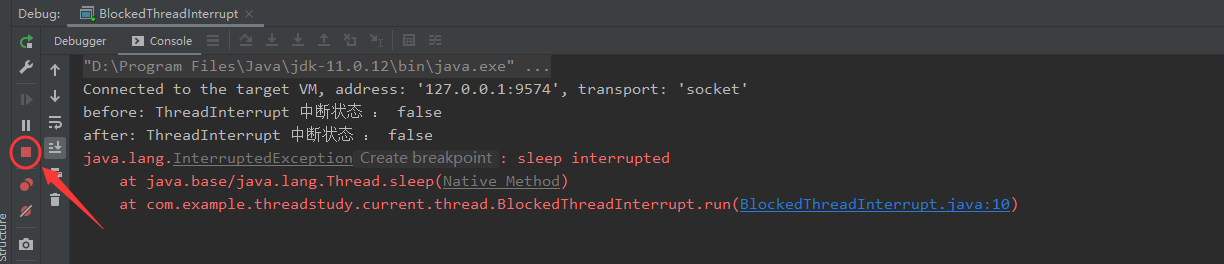 Debug: BlockedThreadInterrupt
Debugger Console
"D:\Program Files\Java\jdk-11.0.12\bin\java.exe" ...
Connected to the target VM, address: '127.0.0.1:9574', transport: 'socket'
before: ThreadInterrupt 中断状态 : false
after: ThreadInterrupt 中断状态 : false
java.lang.InterruptedException Create breakpoint : sleep interrupted
at java.base/java.lang.Thread.sleep(Native Method)
at com.example.threadstudy.current.thread.BlockedThreadInterrupt.run(BlockedThreadInterrupt.java:10)
Structure